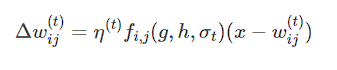 Δw_{ij}^{(t)} = η^{(t)} f_{i,j}(g, h, σ_t)(x − w_{ij}^{(t)})